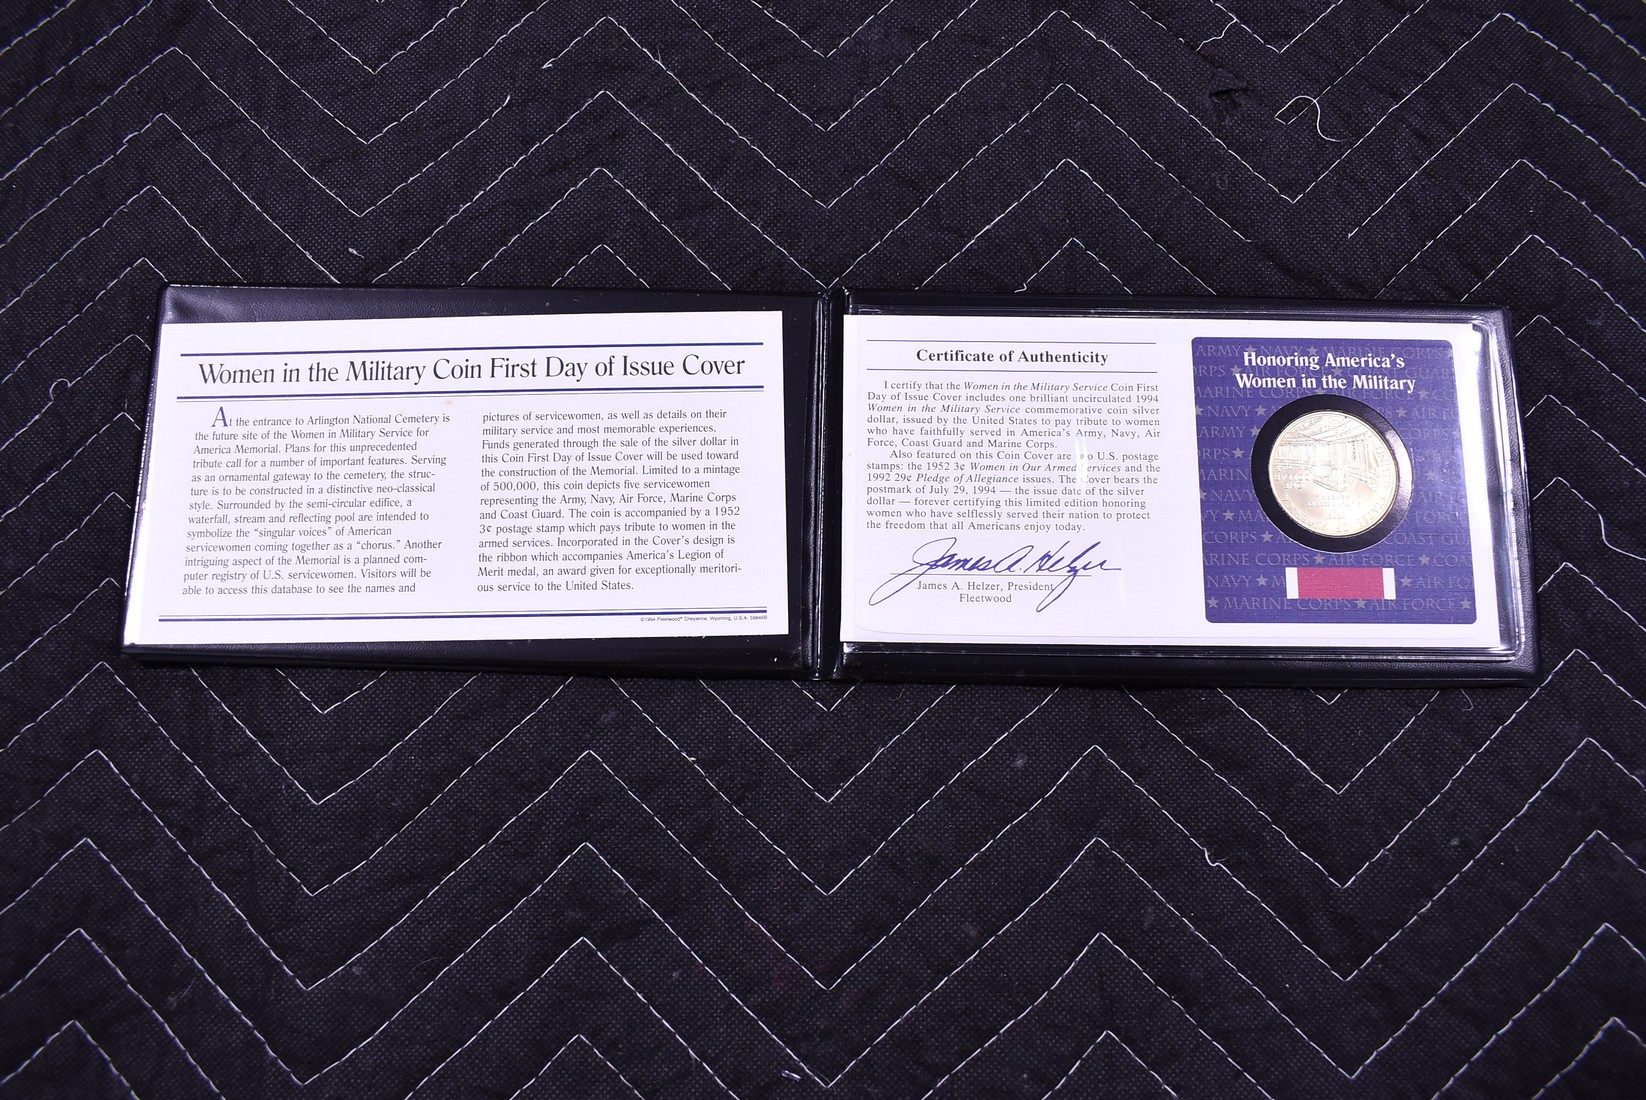 Women in the Military Coin First Day of Issue Cover
At the entrance to Arlington National Cemetery is
the future site of the Women in Military Service for
America Memorial. Plans for this unprecedented
tribute call for a number of important features. Serving
as an ornamental gateway to the cemetery, the struc-
ture is to be constructed in a distinctive neo-classical
style. Surrounded by the semi-circular edifice, a
waterfall, stream and reflecting pool are intended to
symbolize the “singular voices” of American
servicewomen coming together as a “chorus.” Another
intriguing aspect of the Memorial is a planned com-
puter registry of U.S. servicewomen. Visitors will be
able to access this database to see the names and
pictures of servicewomen, as well as details on their
military service and most memorable experiences.
Funds generated through the sale of the silver dollar in
this Coin First Day of Issue Cover will be used toward
the construction of the Memorial. Limited to a mintage
of 500,000, this coin depicts five servicewomen
representing the Army, Navy, Air Force, Marine Corps
and Coast Guard. The coin is accompanied by a 1952
3¢ postage stamp which pays tribute to women in the
armed services. Incorporated in the Cover’s design is
the ribbon which accompanies America’s Legion of
Merit medal, an award given for exceptionally meritori-
ous service to the United States.
©1994 Fleetwood® Cheyenne, Wyoming, U.S.A.
Certificate of Authenticity
I certify that the Women in the Military Service Coin First
Day of Issue Cover includes one brilliant uncirculated 1994
Women in the Military Service commemorative coin silver
dollar, issued by the United States to pay tribute to women
who have faithfully served in America’s Army, Navy, Air
Force, Coast Guard and Marine Corps.
Also featured on this Coin Cover are two U.S. postage
stamps: the 1952 3¢ Women in Our Armed Services and the
1992 29¢ Pledge of Allegiance issues. The Cover bears the
postmark of July 29, 1994 — the issue date of the silver
dollar — forever certifying this limited edition honoring
women who have selflessly served their nation to protect
the freedom that all Americans enjoy today.
James A. Helzer
James A. Helzer, President
Fleetwood
Honoring America’s
Women in the Military
ARMY★NAVY★MARINE CORPS
MARINE CORPS★AIR FORCE★
★MARINE CORPS★AIR FORCE★